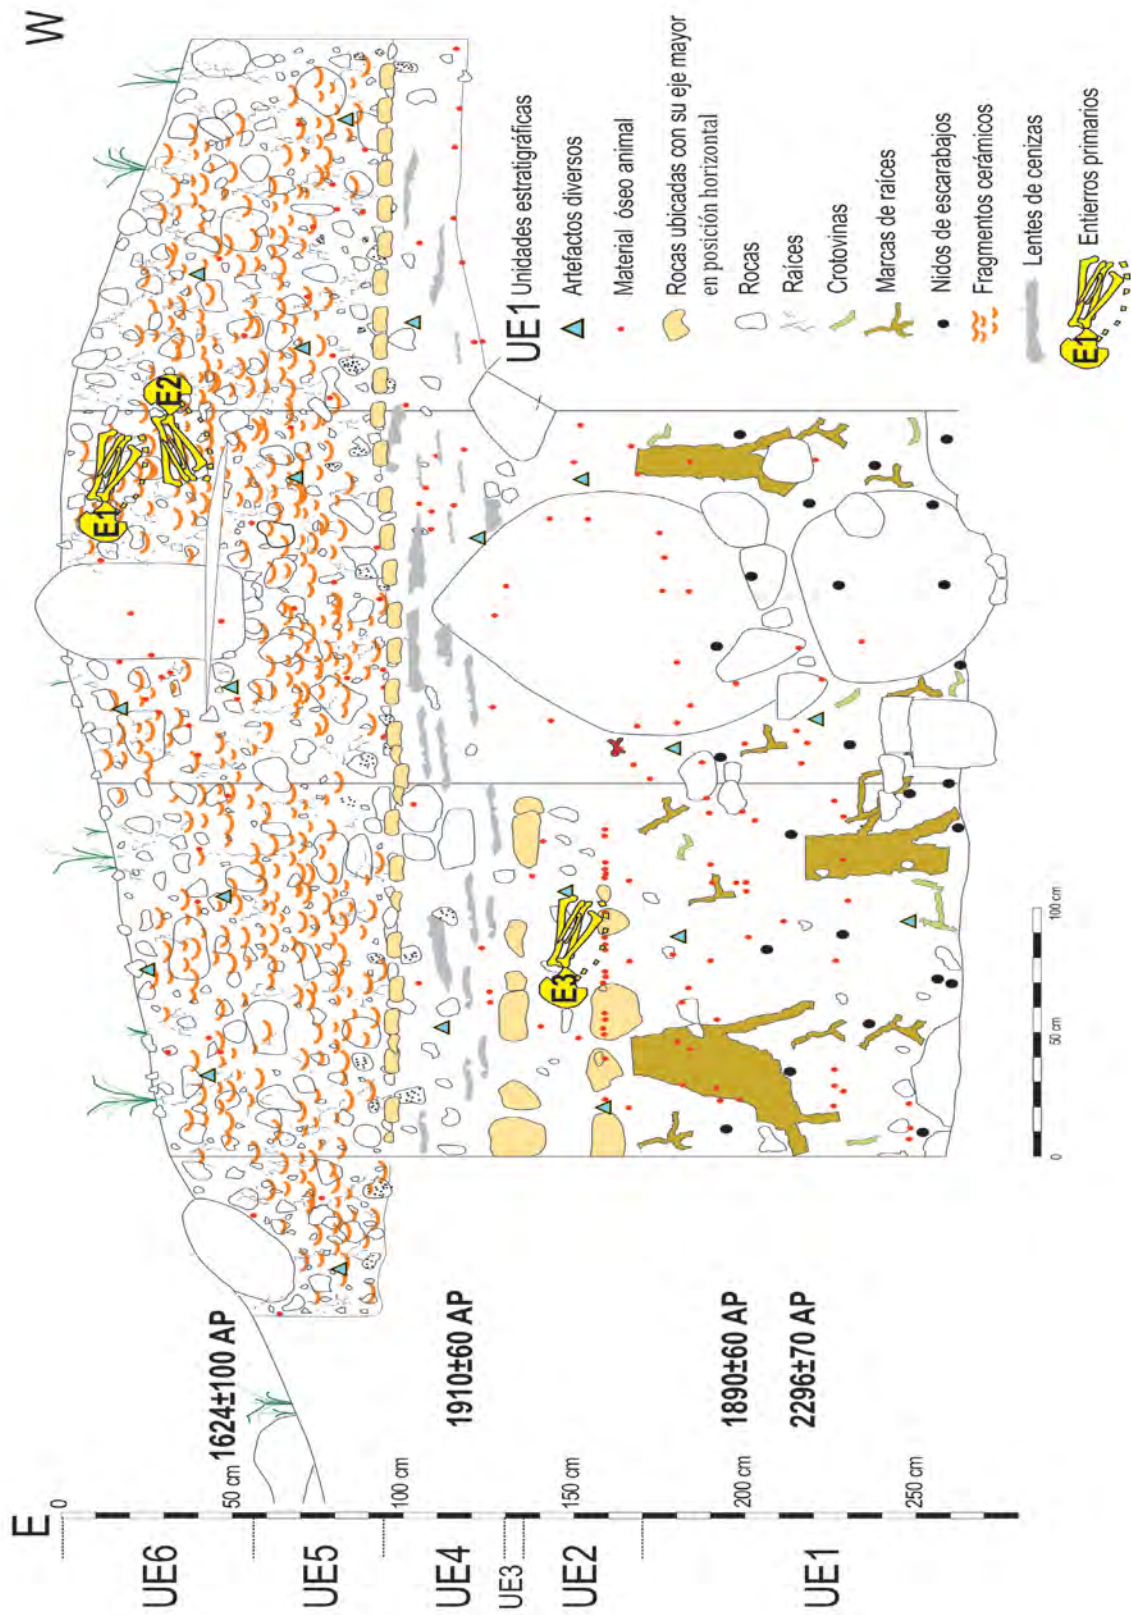 E
W
0
50 cm
100 cm
150 cm
200 cm
250 cm
UE6
UE5
UE4
UE3
UE2
UE1
1624±100 AP
1910±60 AP
1890±60 AP
2296±70 AP
E1
E2
E3
0
50 cm
100 cm
UE1 Unidades estratigráficas
Artefactos diversos
Material óseo animal
Rocas ubicadas con su eje mayor
en posición horizontal
Rocas
Raíces
Crotovinas
Marcas de raíces
Nidos de escarabajos
Fragmentos cerámicos
Lentes de cenizas
E1 Entierros primarios